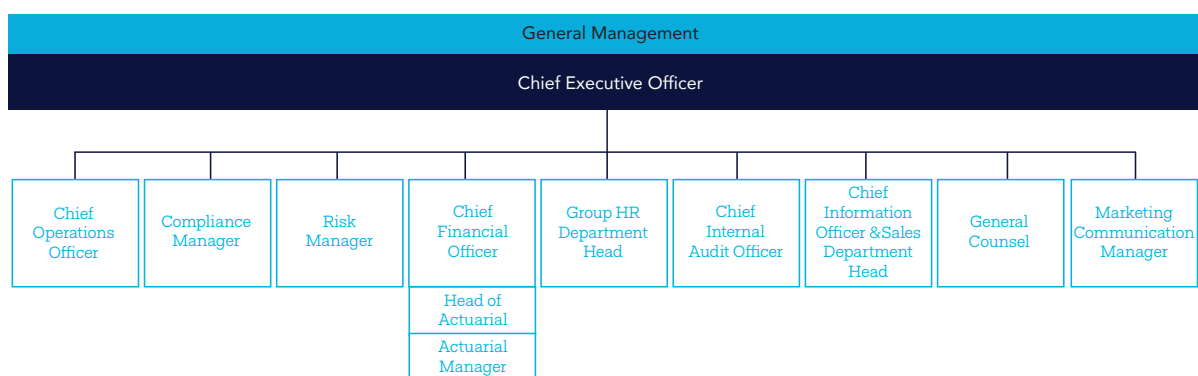 General Management
Chief Executive Officer
Chief
Operations
Officer
Compliance
Manager
Risk
Manager
Chief
Financial
Officer
Group HR
Department
Head
Chief
Internal
Audit Officer
Chief
Information
Officer &Sales
Department
Head
General
Counsel
Marketing
Communication
Manager
Head of
Actuarial
Actuarial
Manager